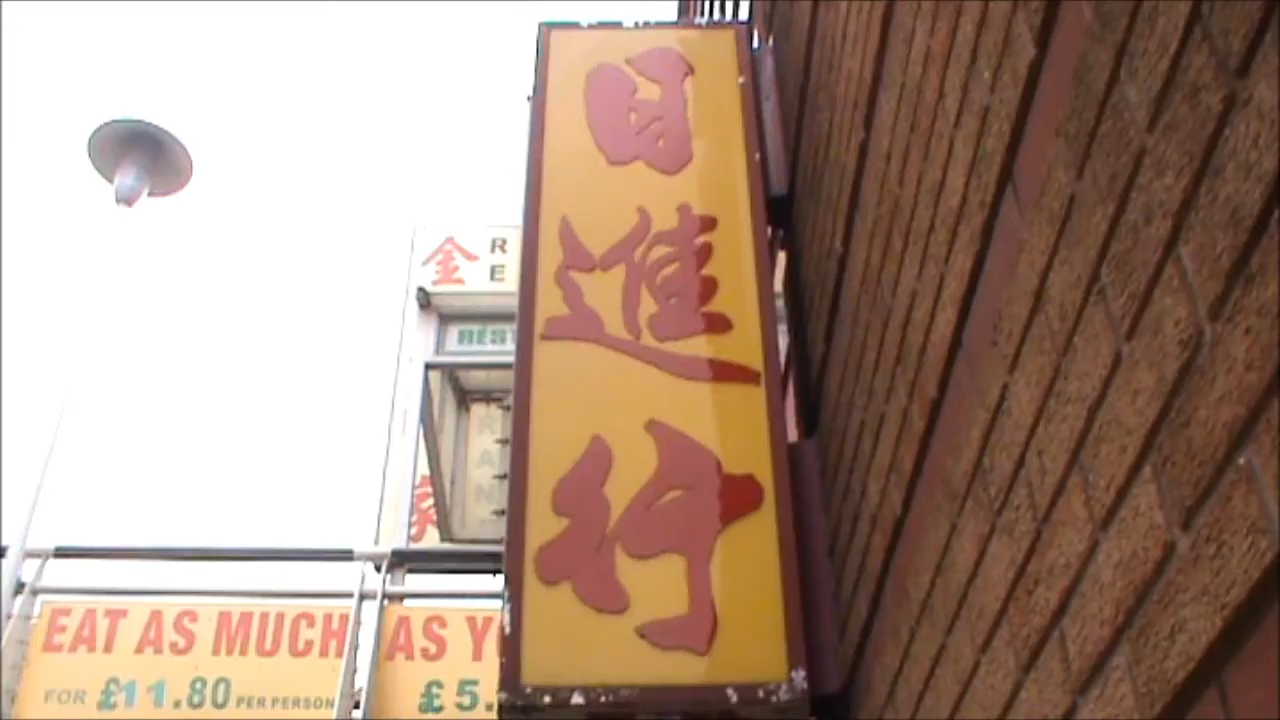 日進行
金
R
E
REST
EAT AS MUCH
FOR £11.80 PER PERSON
AS Y
£5.